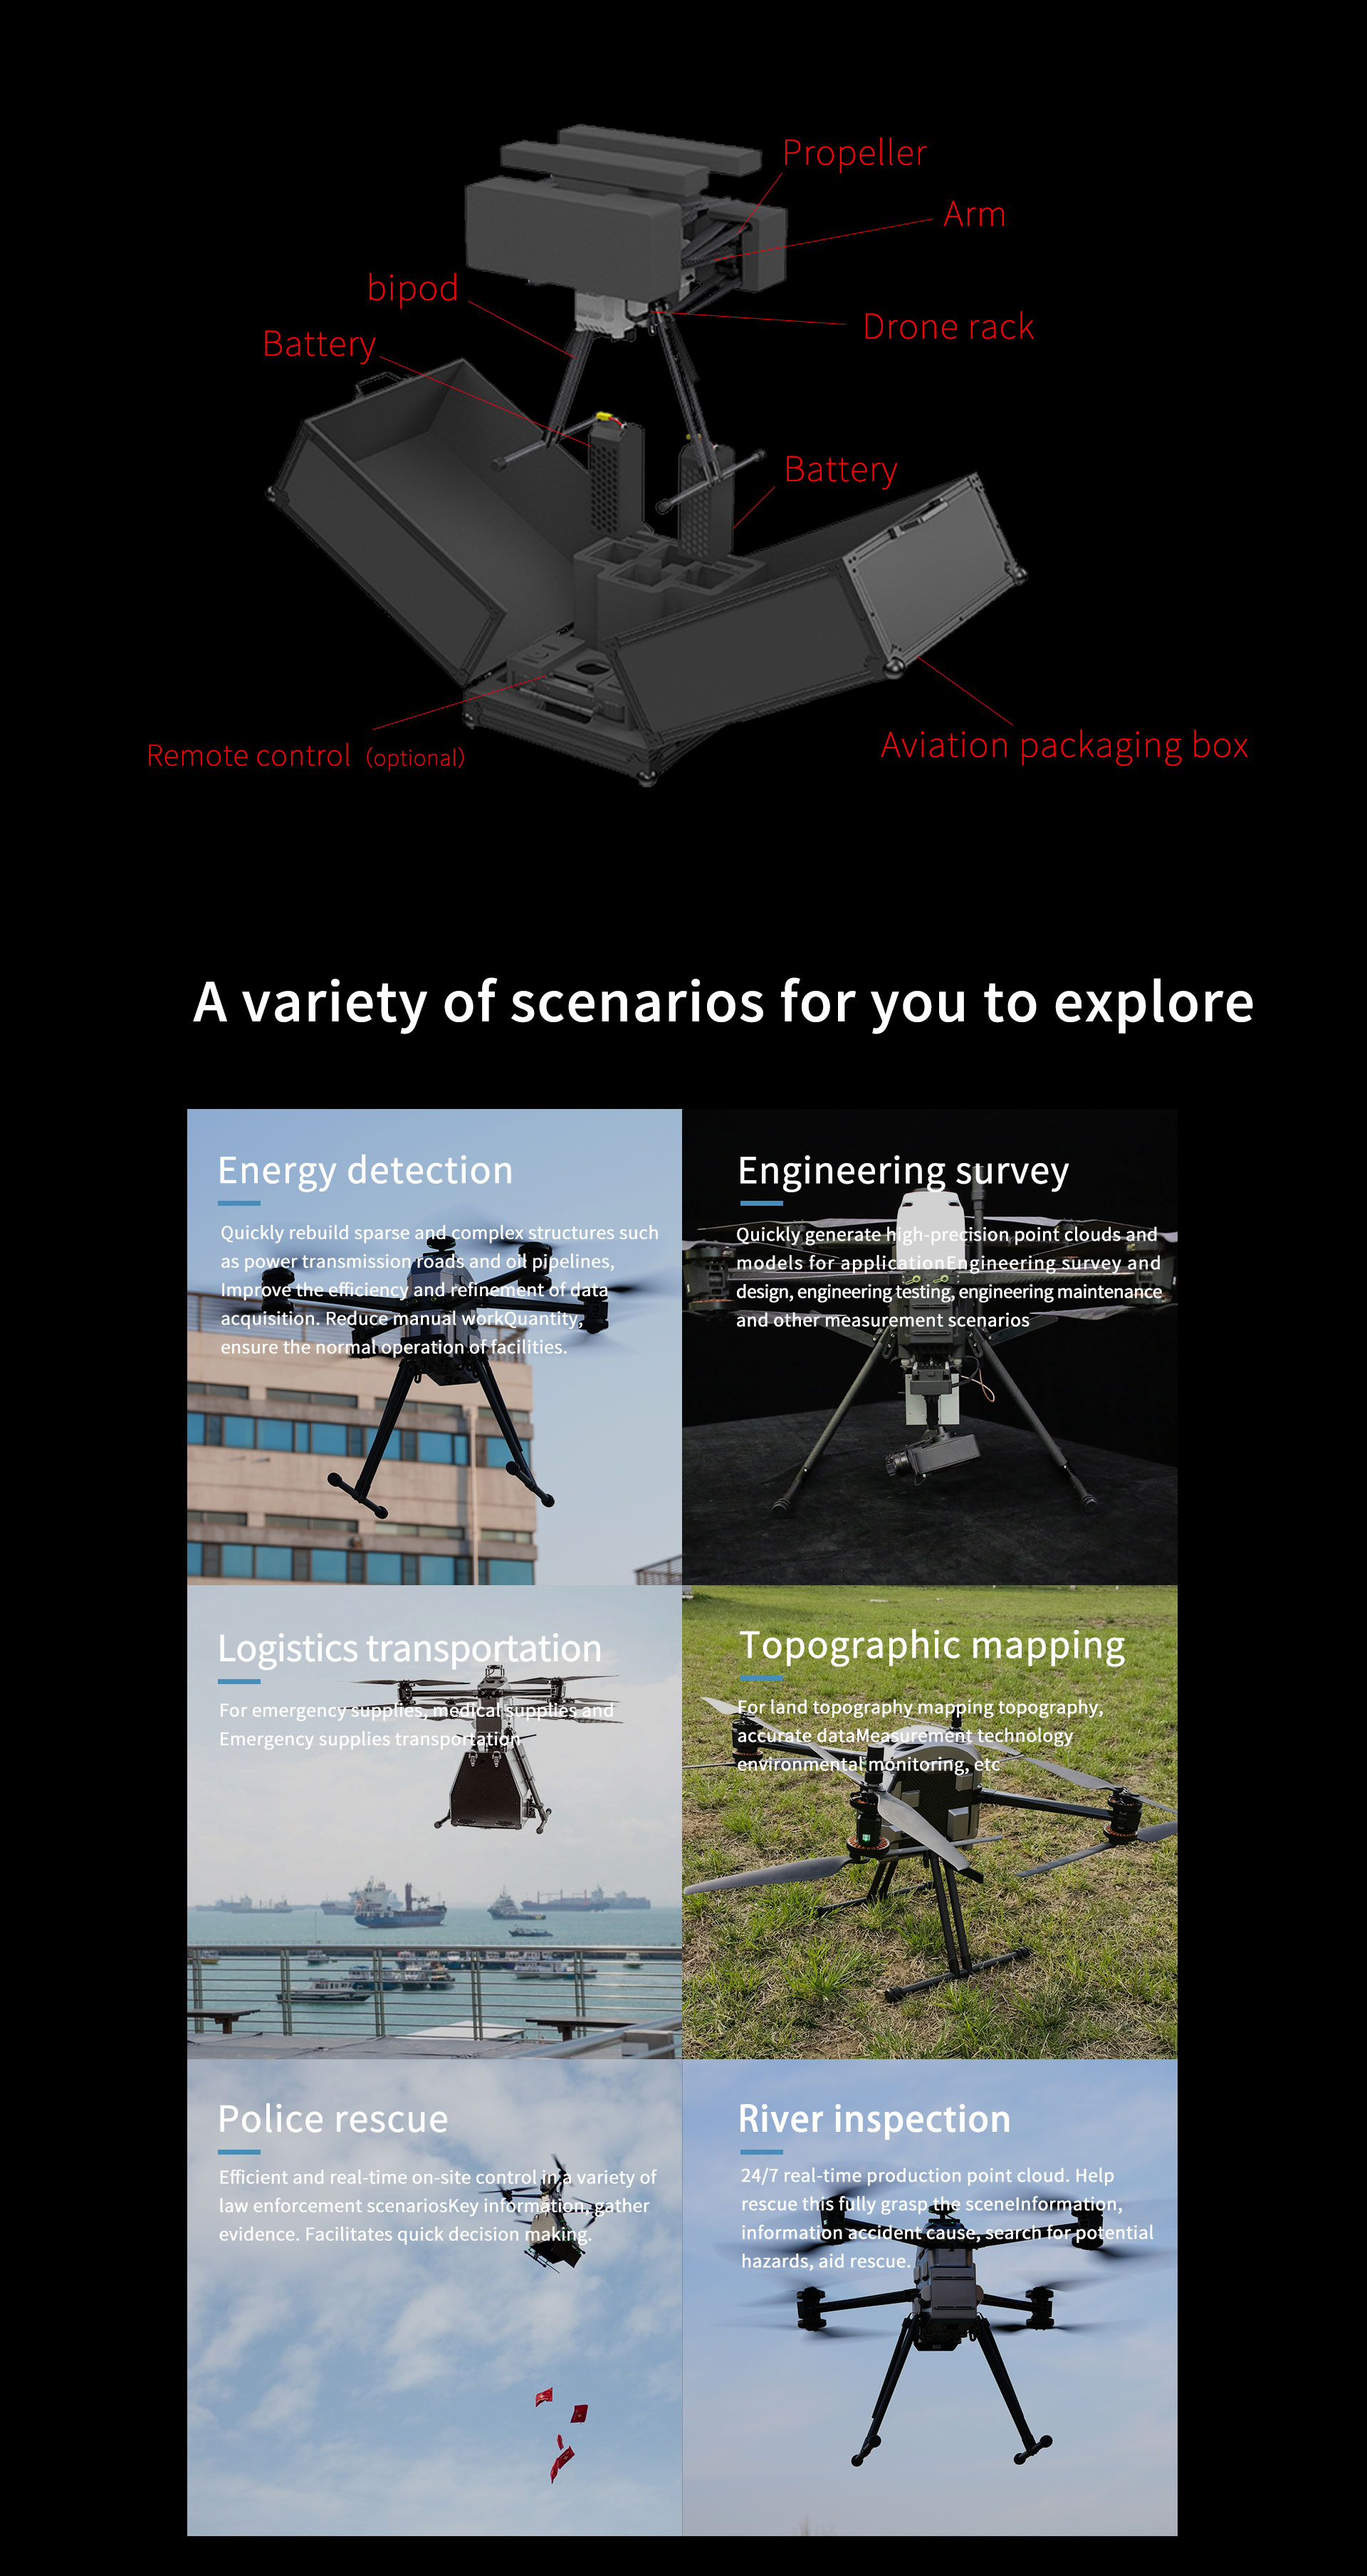 Propeller
Arm
bipod
Drone rack
Battery
Battery
Remote control（optional）
Aviation packaging box
A variety of scenarios for you to explore
Energy detection
Quickly rebuild sparse and complex structures such
as power transmission roads and oil pipelines,
Improve the efficiency and refinement of data
acquisition. Reduce manual workQuantity,
ensure the normal operation of facilities.
Engineering survey
Quickly generate high-precision point clouds and
models for applicationEngineering survey and
design, engineering testing, engineering maintenance
and other measurement scenarios
Logistics transportation
For emergency supplies, medical supplies and
Emergency supplies transportation
Topographic mapping
For land topography mapping topography,
accurate dataMeasurement technology
environmental monitoring, etc
Police rescue
Efficient and real-time on-site control in a variety of
law enforcement scenariosKey information, gather
evidence. Facilitates quick decision making.
River inspection
24/7 real-time production point cloud. Help
rescue this fully grasp the sceneInformation,
information accident cause, search for potential
hazards, aid rescue.